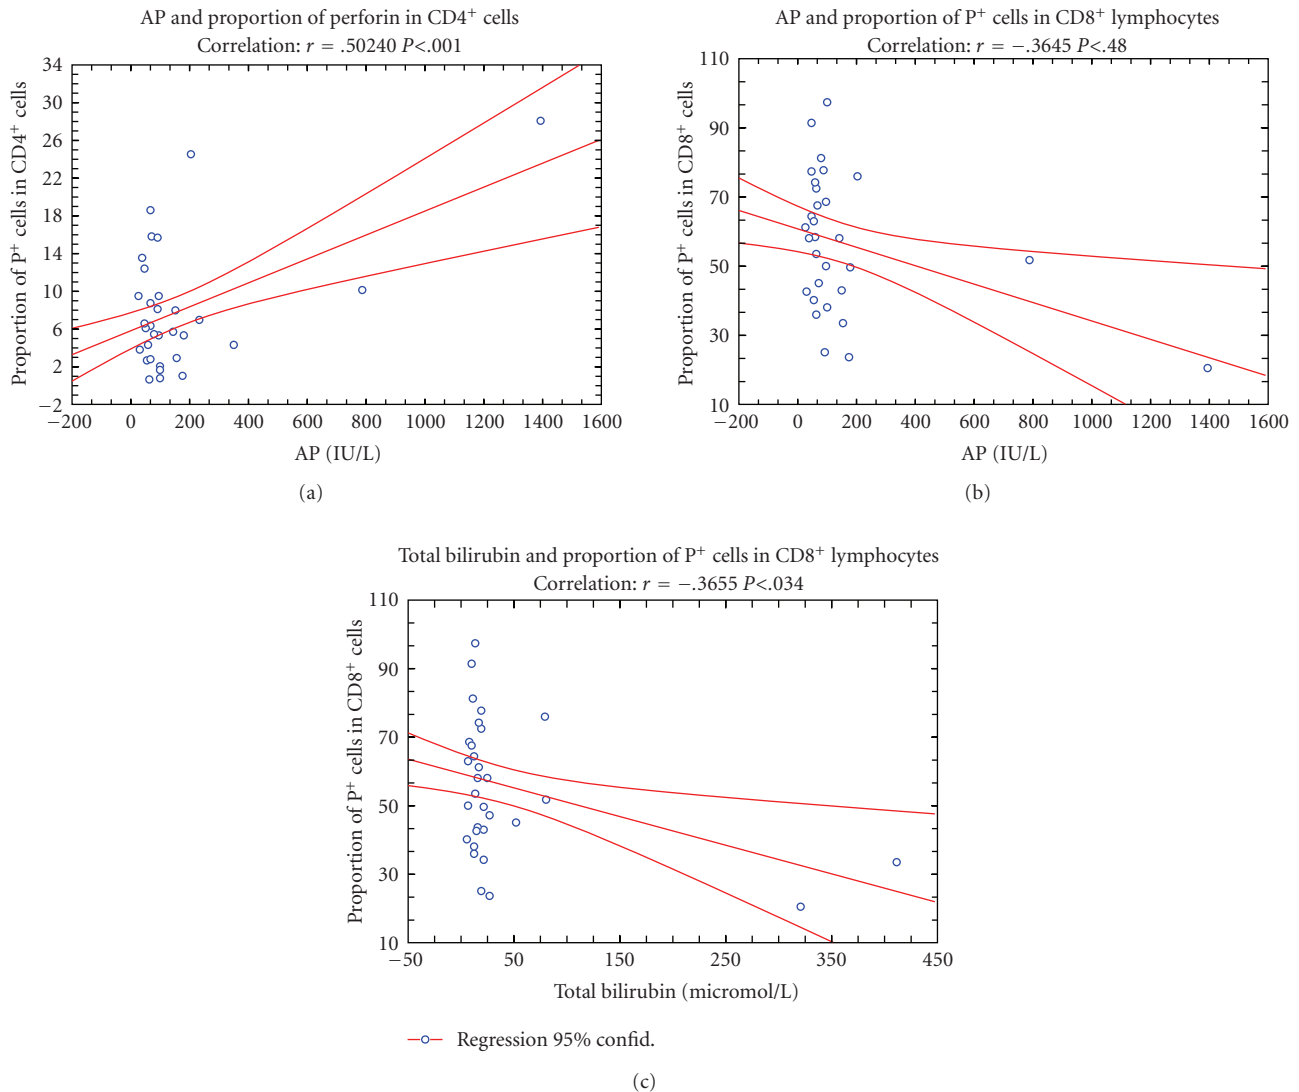 AP and proportion of perforin in CD4+ cells
Correlation: r = .50240 P<.001
Proportion of P+ cells in CD4+ cells
34
30
26
22
18
14
10
6
2
−2
−200 0 200 400 600 800 1000 1200 1400 1600
AP (IU/L)
(a)
AP and proportion of P+ cells in CD8+ lymphocytes
Correlation: r = −.3645 P<.48
Proportion of P+ cells in CD8+ cells
110
90
70
50
30
10
−200 0 200 400 600 800 1000 1200 1400 1600
AP (IU/L)
(b)
Total bilirubin and proportion of P+ cells in CD8+ lymphocytes
Correlation: r = −.3655 P<.034
Proportion of P+ cells in CD8+ cells
110
90
70
50
30
10
−50 50 150 250 350 450
Total bilirubin (micromol/L)
Regression 95% confid.
(c)